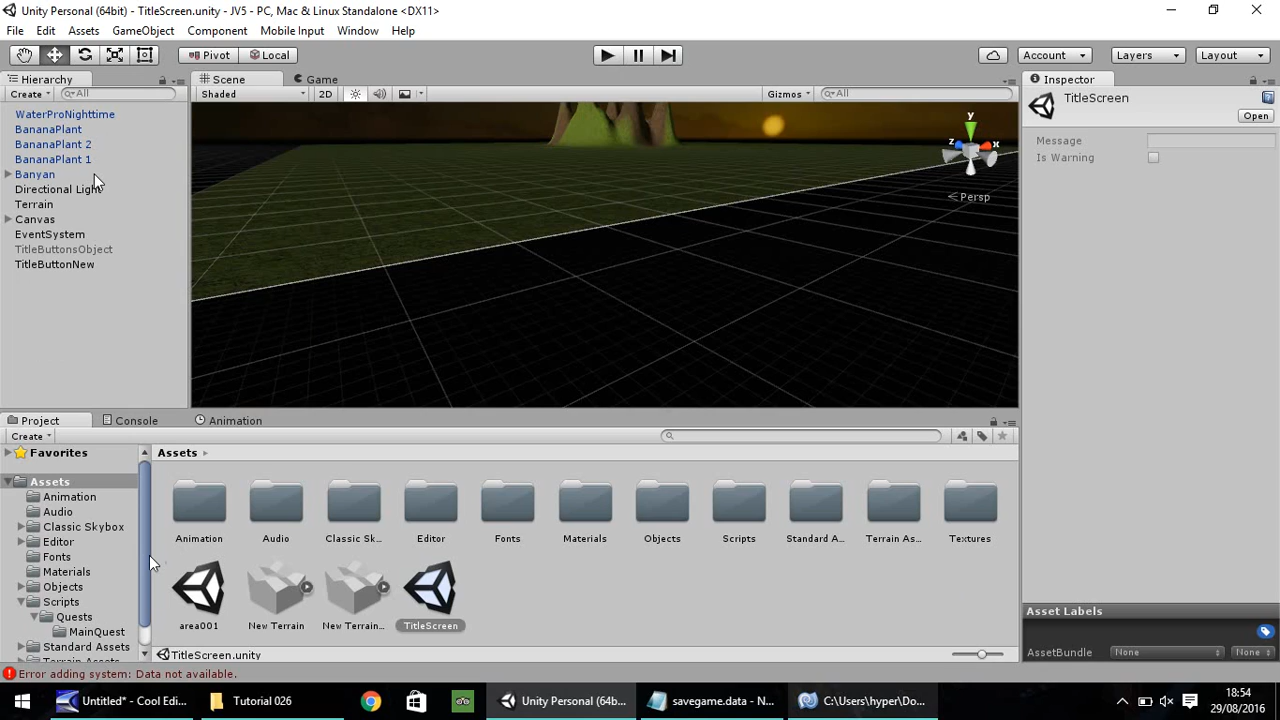 Unity Personal (64bit) - TitleScreen.unity - JV5 - PC, Mac & Linux Standalone <DX11>
File Edit Assets GameObject Component Mobile Input Window Help
Pivot Local Account Layers Layout
Hierarchy Scene Game Inspector
Create All Shaded 2D Gizmos All TitleScreen
Open
WaterProNighttime
BananaPlant
BananaPlant 2
BananaPlant 1
Banyan
Directional Light
Terrain
Canvas
EventSystem
TitleButtonsObject
TitleButtonNew
y
z x
< Persp
Message
Is Warning
Project Console Animation
Create
Favorites
Assets
Animation
Audio
Classic Skybox
Editor
Fonts
Materials
Objects
Scripts
Quests
MainQuest
Standard Assets
Terrain Assets
Assets
Animation Audio Classic Sk... Editor Fonts Materials Objects Scripts Standard A... Terrain As... Textures
area001 New Terrain New Terrain... TitleScreen
TitleScreen.unity
Asset Labels
AssetBundle None None
Error adding system: Data not available.
Untitled* - Cool Edi... Tutorial 026 Unity Personal (64b... savegame.data - N... C:\Users\hyper\Do...
18:54
29/08/2016